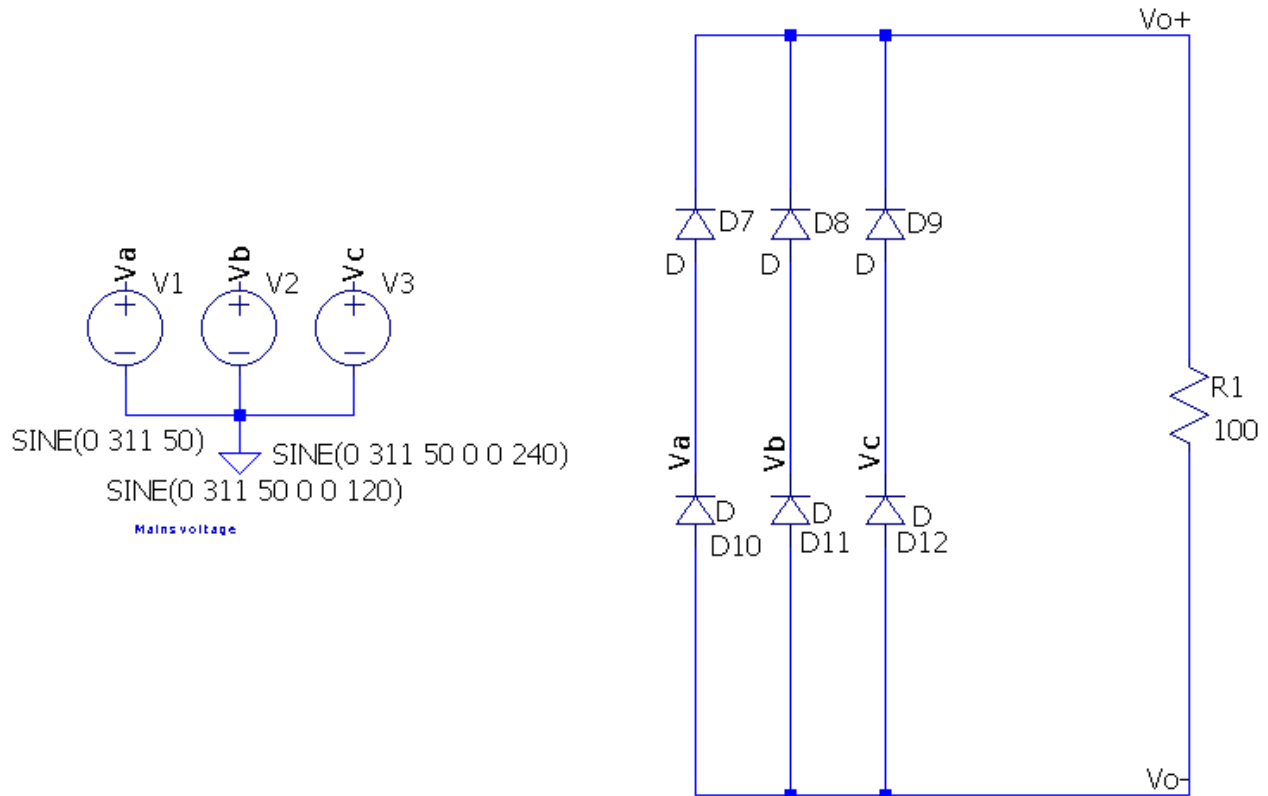 Vo+
D7
D8
D9
D
D
D
Va
Vb
Vc
V1
V2
V3
R1
100
SINE(0 311 50)
SINE(0 311 50 0 0 240)
SINE(0 311 50 0 0 120)
Mains voltage
Va
Vb
Vc
D
D
D
D10
D11
D12
Vo-